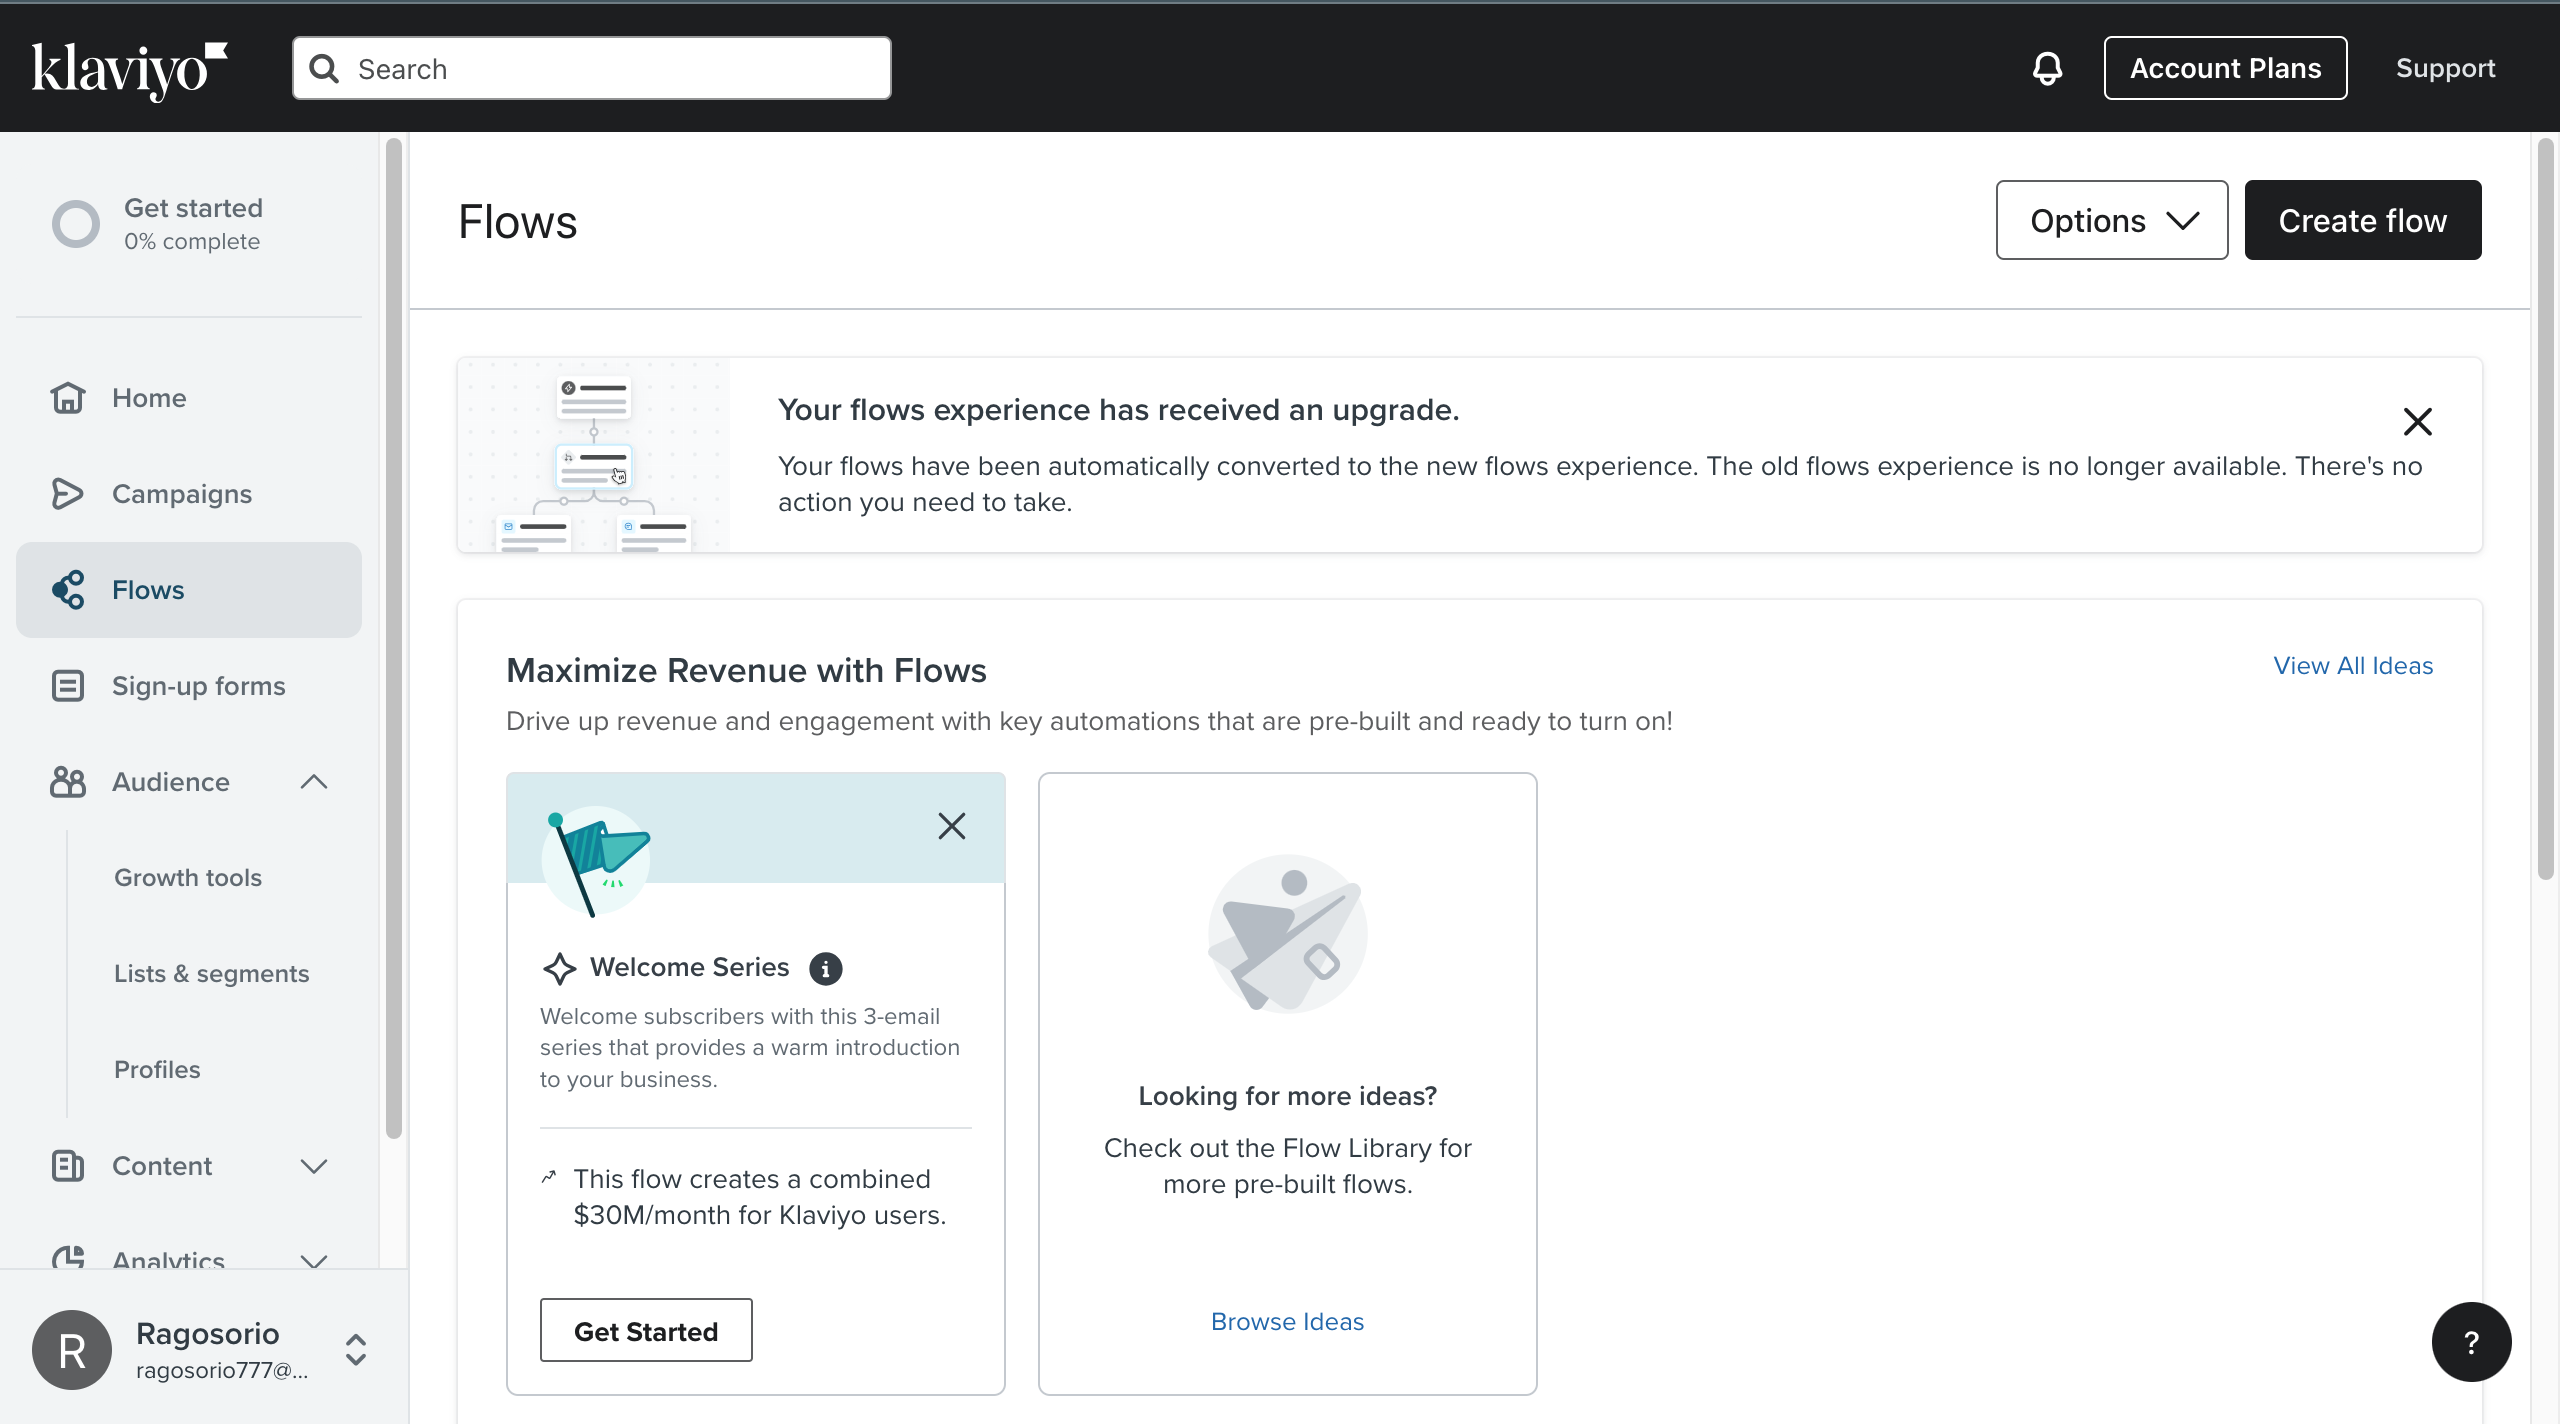 klaviyo
Search
Account Plans
Support
Get started
0% complete
Home
Campaigns
Flows
Sign-up forms
Audience
Growth tools
Lists & segments
Profiles
Content
Analytics
R
Ragosorio
ragosorio777@...
Flows
Options
Create flow
Your flows experience has received an upgrade.
Your flows have been automatically converted to the new flows experience. The old flows experience is no longer available. There's no
action you need to take.
Maximize Revenue with Flows
View All Ideas
Drive up revenue and engagement with key automations that are pre-built and ready to turn on!
Welcome Series
Welcome subscribers with this 3-email
series that provides a warm introduction
to your business.
This flow creates a combined
$30M/month for Klaviyo users.
Get Started
Looking for more ideas?
Check out the Flow Library for
more pre-built flows.
Browse Ideas
?